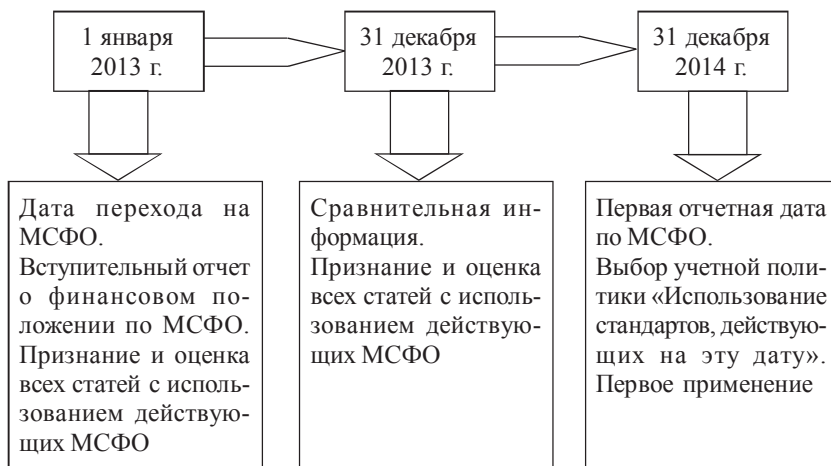 1 января
2013 г.
31 декабря
2013 г.
31 декабря
2014 г.
Дата перехода на
МСФО.
Вступительный отчет
о финансовом по-
ложении по МСФО.
Признание и оценка
всех статей с исполь-
зованием действую-
щих МСФО
Сравнительная ин-
формация.
Признание и оценка
всех статей с исполь-
зованием действую-
щих МСФО
Первая отчетная дата
по МСФО.
Выбор учетной поли-
тики «Использование
стандартов, действую-
щих на эту дату».
Первое применение